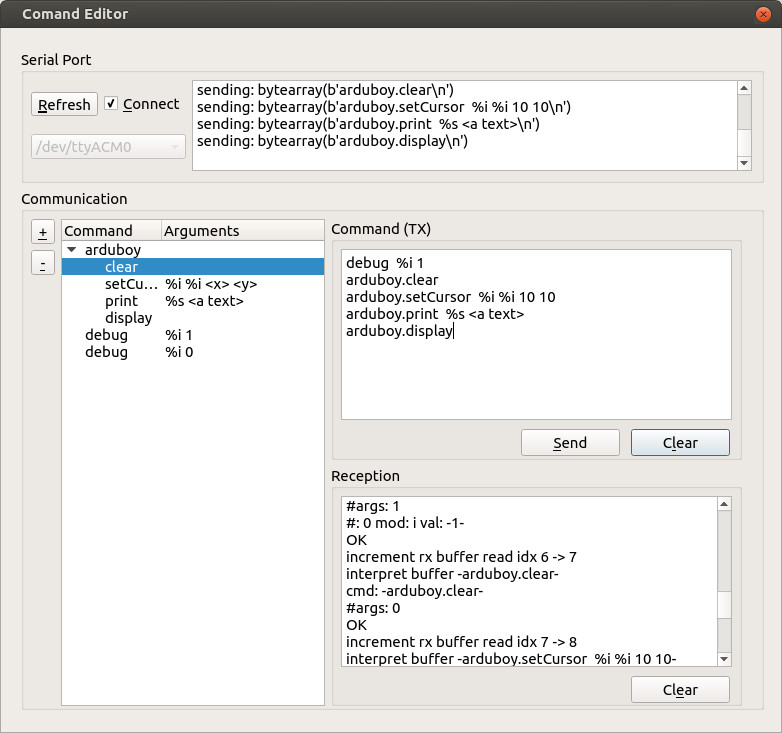 Comand Editor
Serial Port
Refresh
Connect
/dev/ttyACM0
sending: bytearray(b'arduboy.clear\n')
sending: bytearray(b'arduboy.setCursor  %i %i 10 10\n')
sending: bytearray(b'arduboy.print  %s <a text>\n')
sending: bytearray(b'arduboy.display\n')
Communication
+
-
Command Arguments
arduboy
clear
setCu... %i %i <x> <y>
print %s <a text>
display
debug %i 1
debug %i 0
Command (TX)
debug  %i 1
arduboy.clear
arduboy.setCursor  %i %i 10 10
arduboy.print  %s <a text>
arduboy.display
Send Clear
Reception
#args: 1
#: 0 mod: i val: -1-
OK
increment rx buffer read idx 6 -> 7
interpret buffer -arduboy.clear-
cmd: -arduboy.clear-
#args: 0
OK
increment rx buffer read idx 7 -> 8
interpret buffer -arduboy.setCursor  %i %i 10 10-
Clear